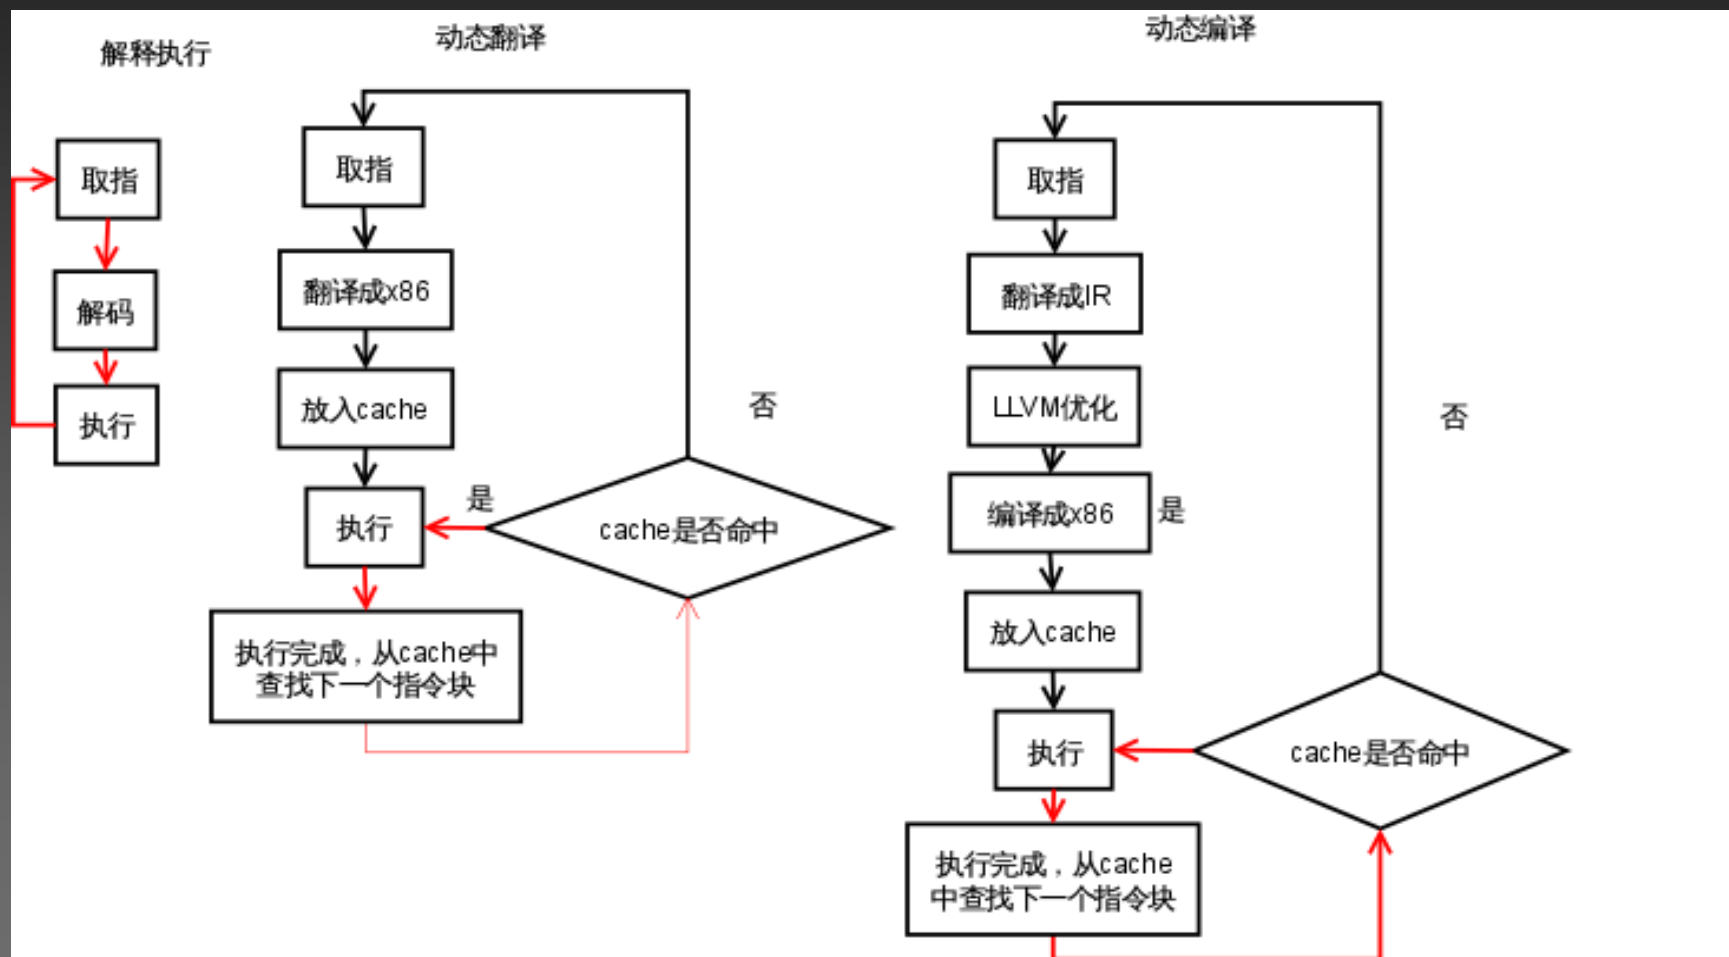 解释执行
取指
解码
执行
动态翻译
取指
翻译成x86
放入cache
执行
是
否
cache是否命中
执行完成，从cache中
查找下一个指令块
动态编译
取指
翻译成IR
LLVM优化
编译成x86
是
放入cache
否
执行
cache是否命中
执行完成，从cache
中查找下一个指令块